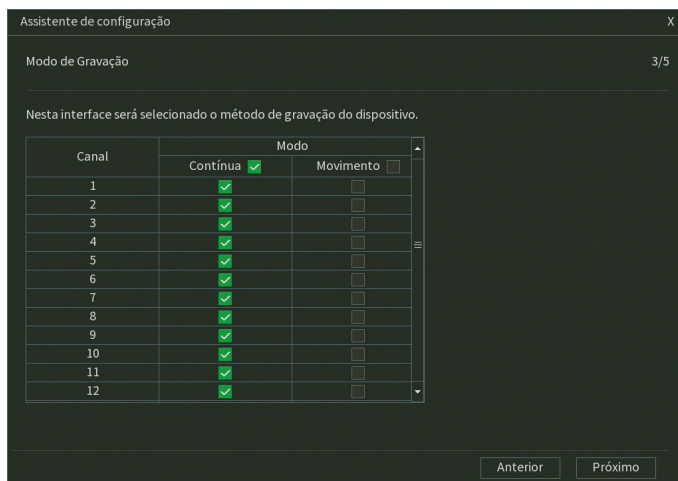 Assistente de configuração X
Modo de Gravação 3/5
Nesta interface será selecionado o método de gravação do dispositivo.
Canal Modo
Contínua Movimento
1
2
3
4
5
6
7
8
9
10
11
12
Anterior Próximo